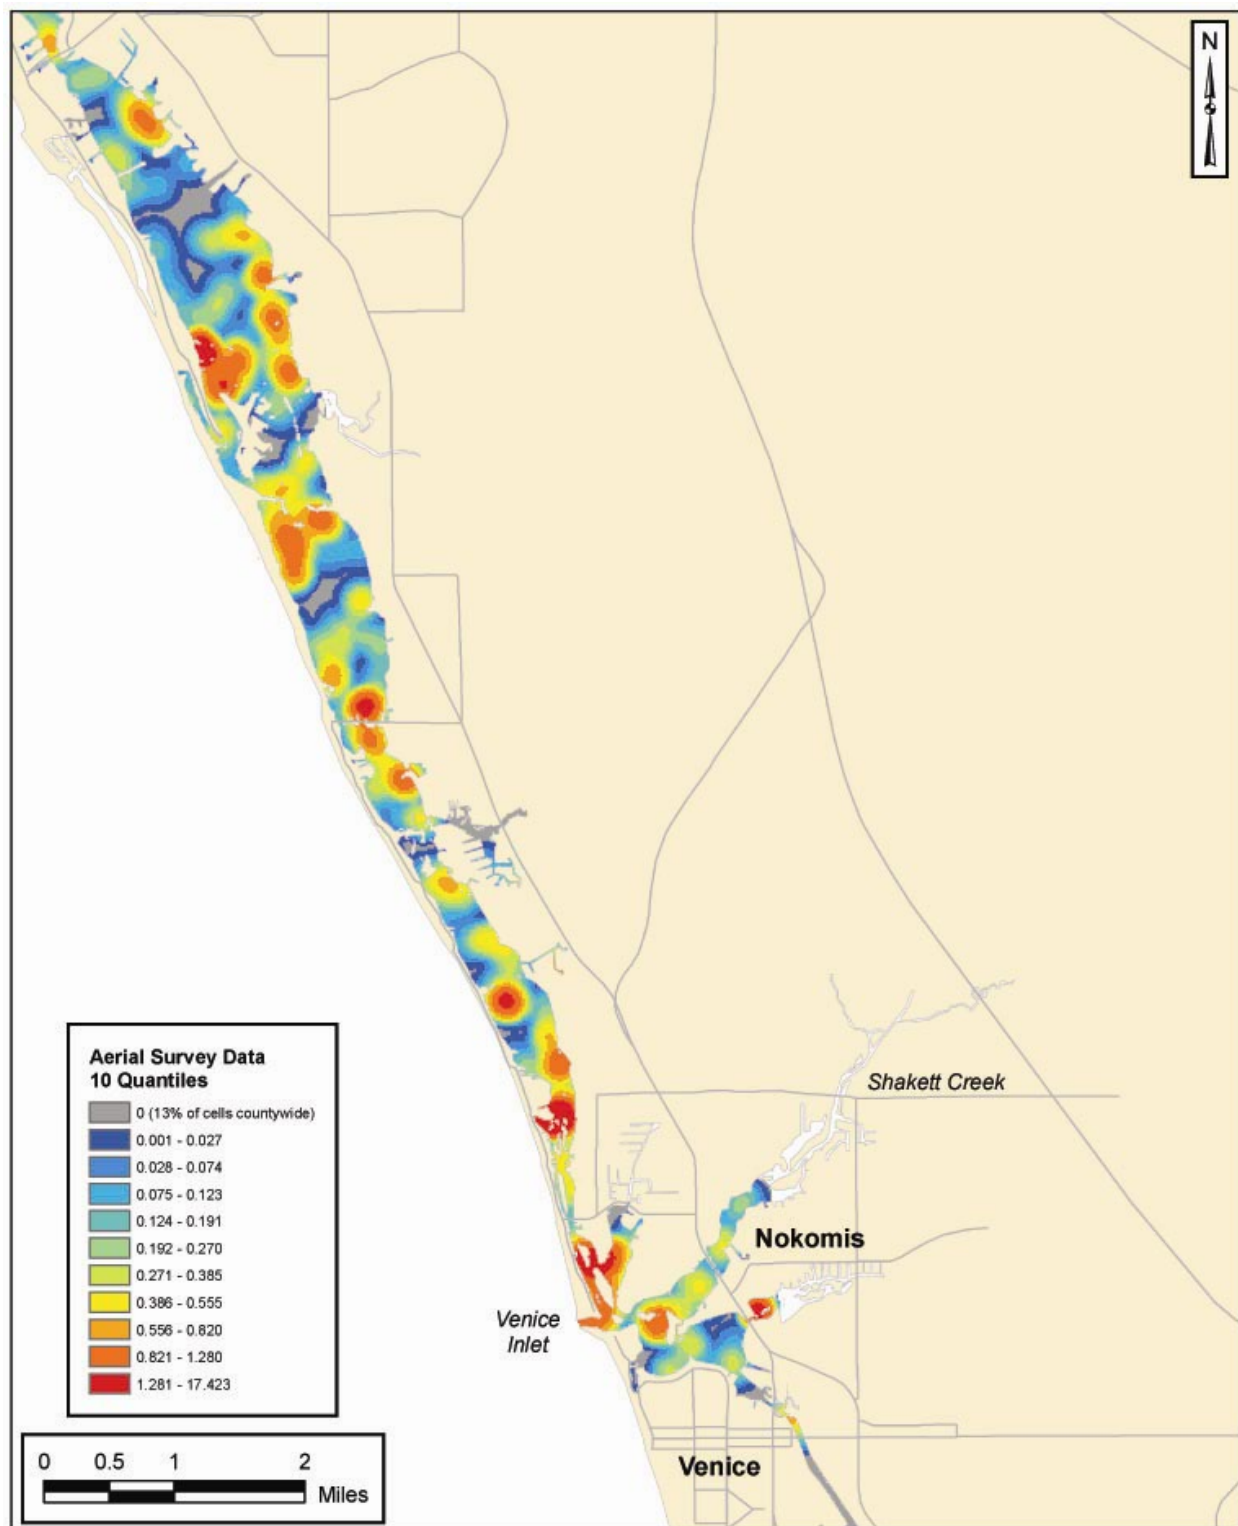 N
Shakett Creek
Nokomis
Venice
Inlet
Venice
Aerial Survey Data
10 Quantiles
0 (13% of cells countywide)
0.001 - 0.027
0.028 - 0.074
0.075 - 0.123
0.124 - 0.191
0.192 - 0.270
0.271 - 0.385
0.386 - 0.555
0.556 - 0.820
0.821 - 1.280
1.281 - 17.423
0 0.5 1 2
Miles